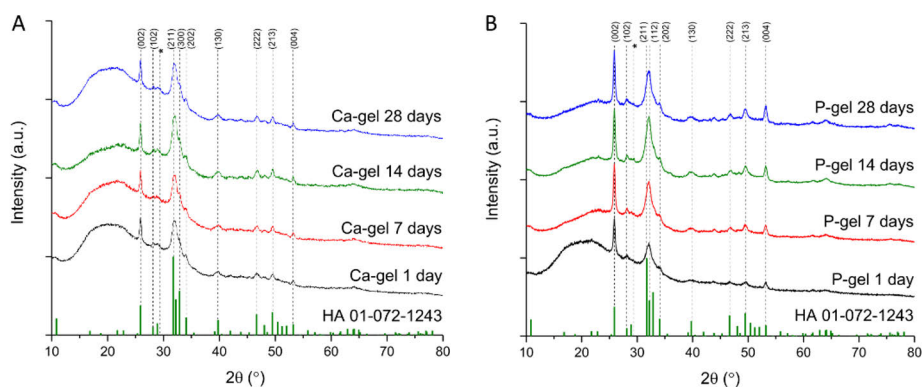 A
(002)
(102)
*
(211)
(300)
(202)
(130)
(222)
(213)
(004)
Intensity (a.u.)
Ca-gel 28 days
Ca-gel 14 days
Ca-gel 7 days
Ca-gel 1 day
HA 01-072-1243
10 20 30 40 50 60 70 80
2θ (°)
B
(002)
(102)
*
(211)
(112)
(202)
(130)
(222)
(213)
(004)
Intensity (a.u.)
P-gel 28 days
P-gel 14 days
P-gel 7 days
P-gel 1 day
HA 01-072-1243
10 20 30 40 50 60 70 80
2θ (°)